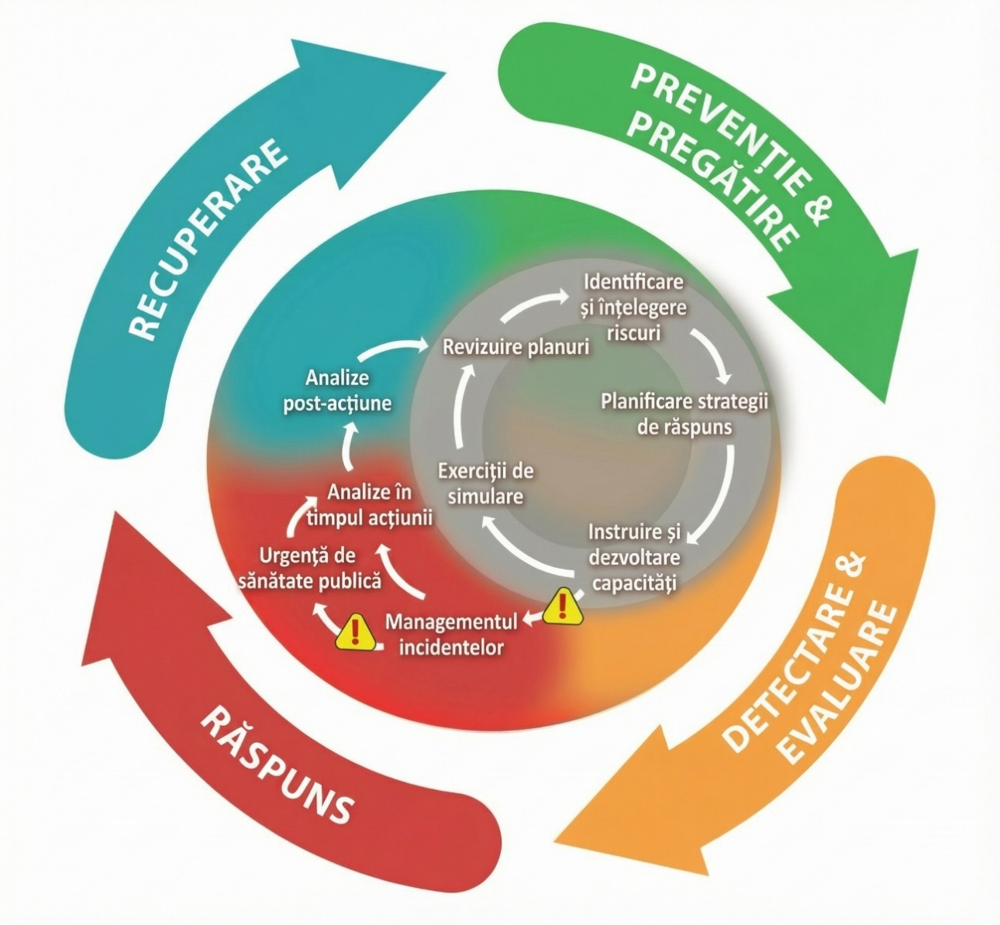 RECUPERARE
PREVENȚIE &
PREGĂTIRE
Identificare
și înțelegere
riscuri
Revizuire planuri
Analize
post-acțiune
Planificare strategii
de răspuns
Exerciții de
simulare
Analize în
timpul acțiunii
Instruire și
dezvoltare
capacități
Urgență de
sănătate publică
!
Managementul
incidentelor
!
DETECTARE &
EVALUARE
RĂSPUNS